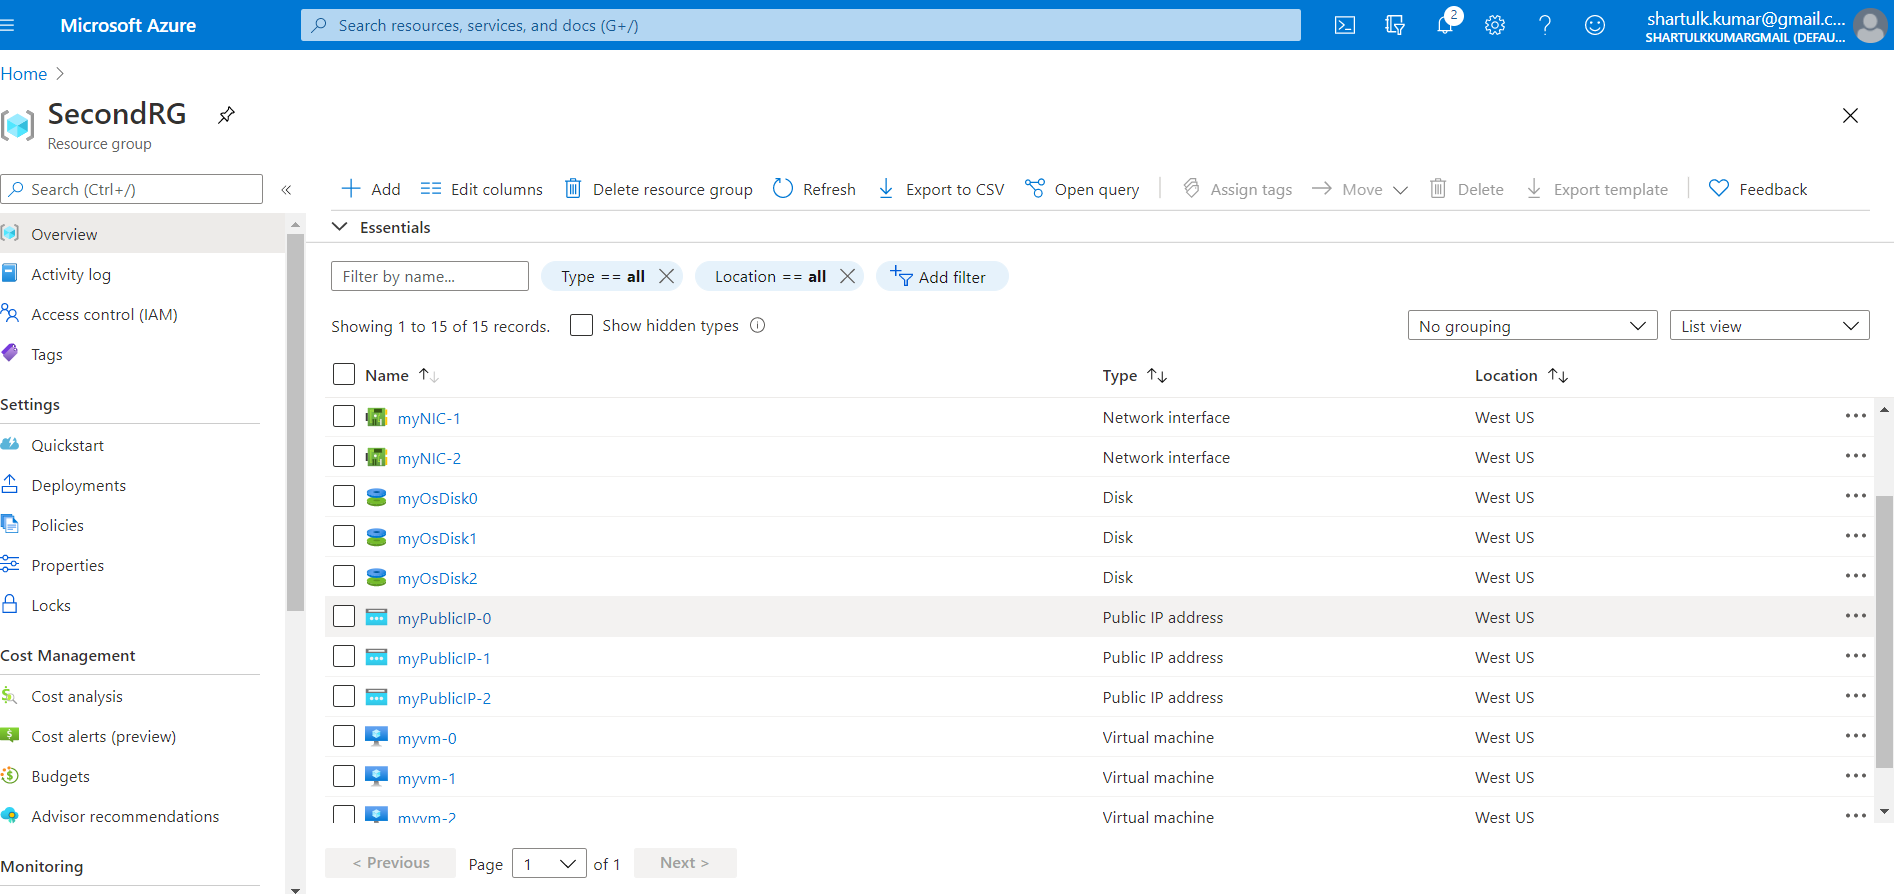 Microsoft Azure
Search resources, services, and docs (G+/)
2
shartulk.kumar@gmail.c...
SHARTULKKUMARGMAIL (DEFAU...
Home
SecondRG
Resource group
Search (Ctrl+/)
«
Add
Edit columns
Delete resource group
Refresh
Export to CSV
Open query
Assign tags
Move
Delete
Export template
Feedback
Overview
Activity log
Access control (IAM)
Tags
Settings
Quickstart
Deployments
Policies
Properties
Locks
Cost Management
Cost analysis
Cost alerts (preview)
Budgets
Advisor recommendations
Monitoring
Essentials
Filter by name...
Type == all
Location == all
Add filter
Showing 1 to 15 of 15 records.
Show hidden types
No grouping
List view
Name Type Location
myNIC-1 Network interface West US
myNIC-2 Network interface West US
myOsDisk0 Disk West US
myOsDisk1 Disk West US
myOsDisk2 Disk West US
myPublicIP-0 Public IP address West US
myPublicIP-1 Public IP address West US
myPublicIP-2 Public IP address West US
myvm-0 Virtual machine West US
myvm-1 Virtual machine West US
myvm-2 Virtual machine West US
< Previous
Page 1 of 1
Next >